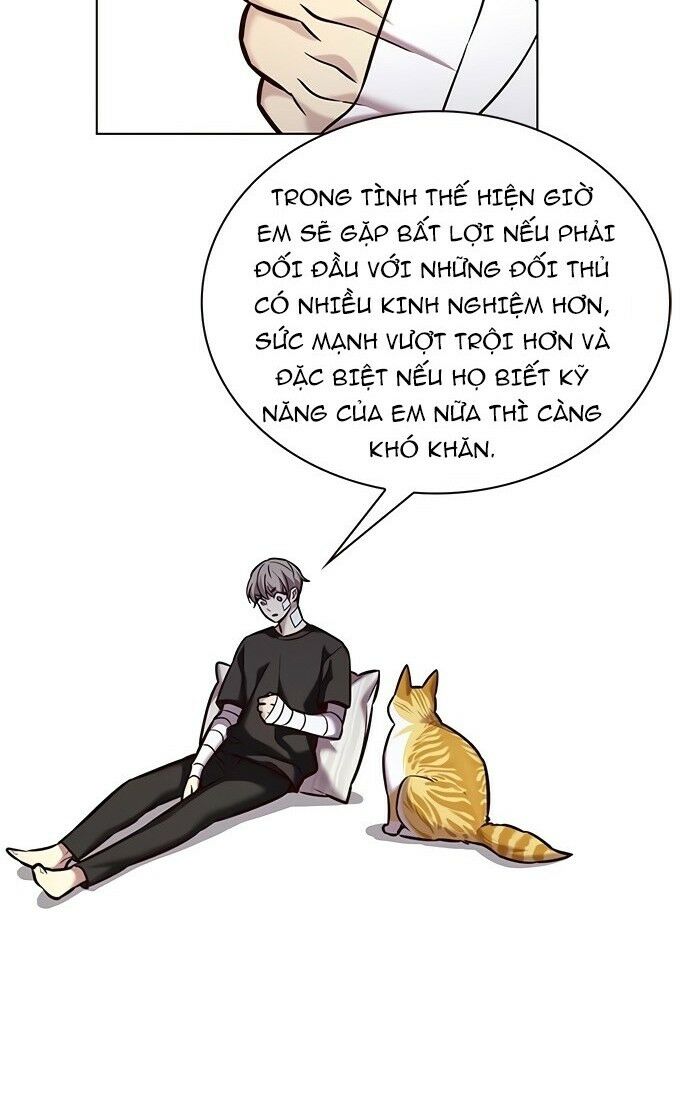 TRONG TÌNH THẾ HIỆN GIỜ
EM SẼ GẶP BẤT LỢI NẾU PHẢI
ĐỐI ĐẦU VỚI NHỮNG ĐỐI THỦ
CÓ NHIỀU KINH NGHIỆM HƠN,
SỨC MẠNH VƯỢT TRỘI HƠN VÀ
ĐẶC BIỆT NẾU HỌ BIẾT KỸ
NĂNG CỦA EM NỮA THÌ CÀNG
KHÓ KHĂN.